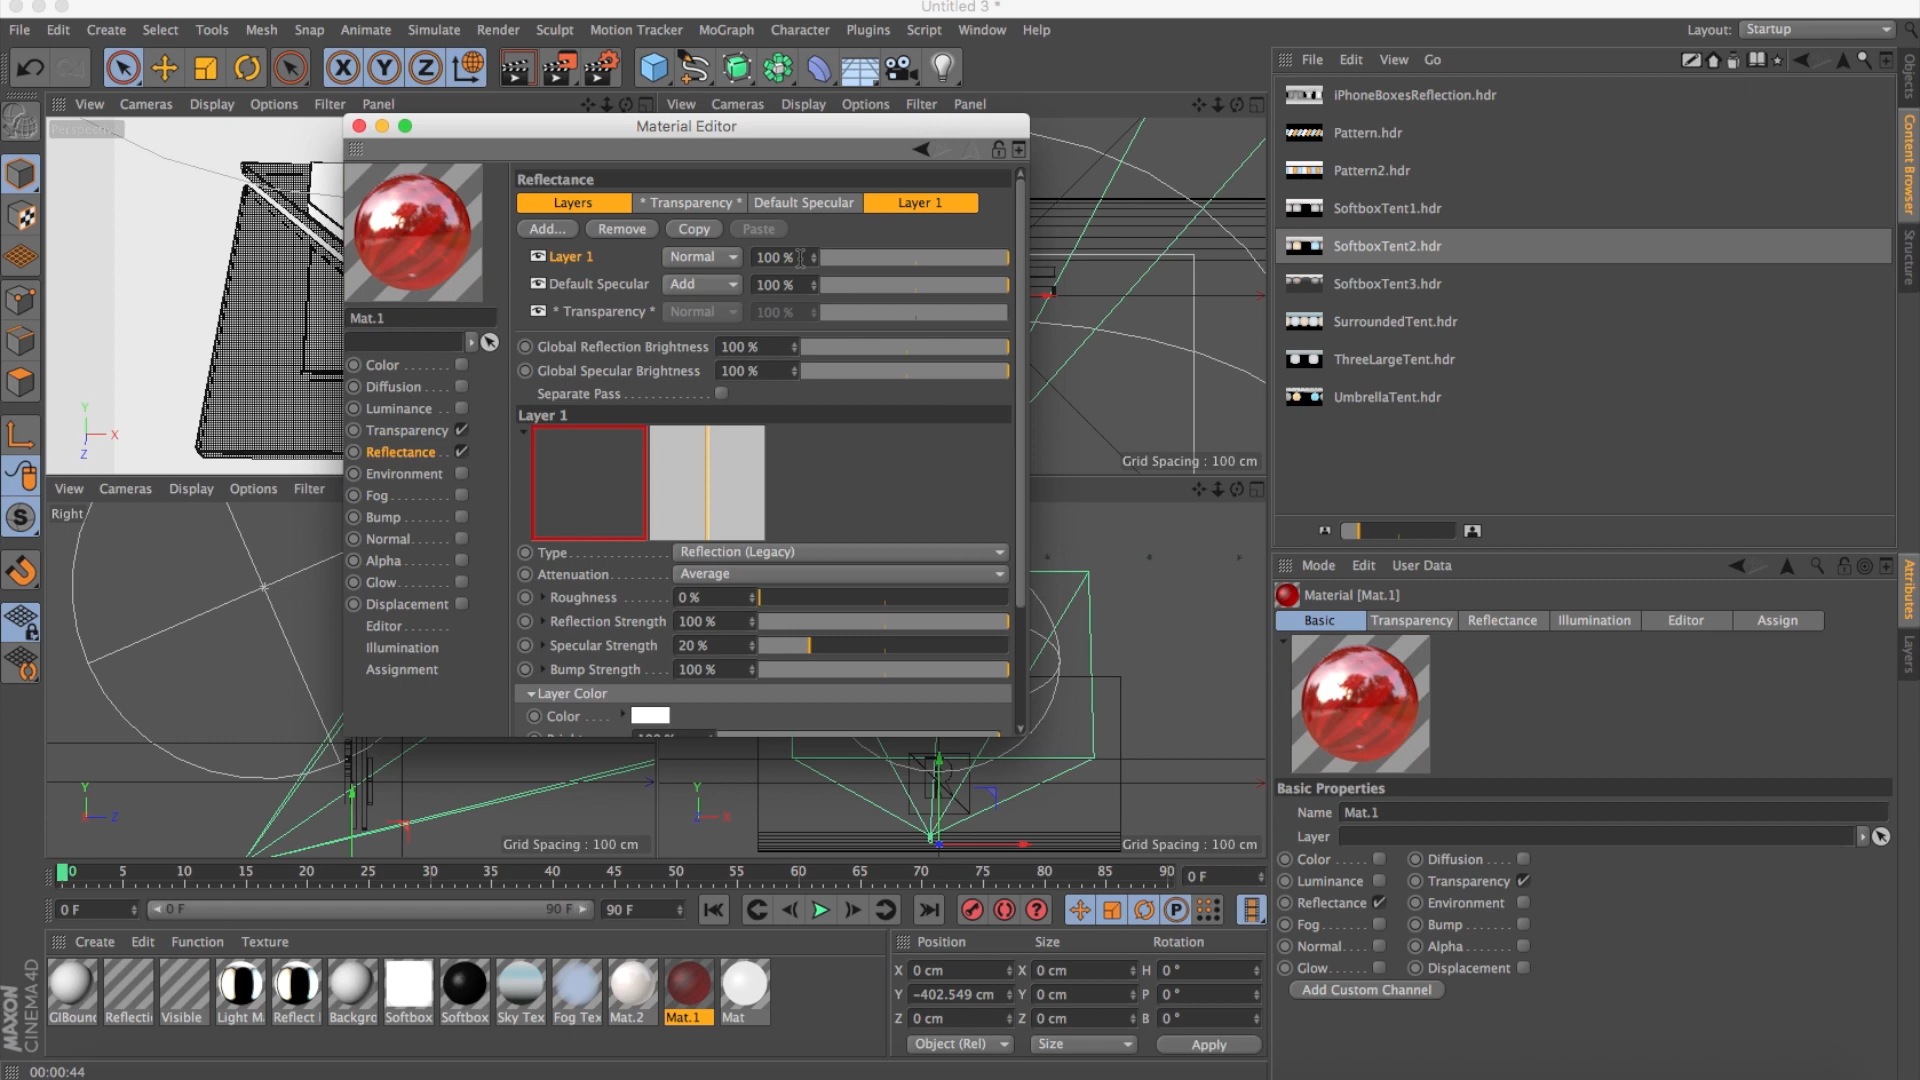 Untitled 3 *
File Edit Create Select Tools Mesh Snap Animate Simulate Render Sculpt Motion Tracker MoGraph Character Plugins Script Window Help
Layout: Startup
View Cameras Display Options Filter Panel
View Cameras Display Options Filter Panel
File Edit View Go
Objects
Content Browser
Structure
Material Editor
Reflectance
Layers * Transparency * Default Specular Layer 1
Add... Remove Copy Paste
Layer 1 Normal 100 %
Default Specular Add 100 %
* Transparency * Normal 100 %
Mat.1
Global Reflection Brightness 100 %
Global Specular Brightness 100 %
Separate Pass
Layer 1
Color
Diffusion
Luminance
Transparency
Reflectance
Environment
Fog
Bump
Normal
Alpha
Glow
Displacement
Editor
Illumination
Assignment
Type Reflection (Legacy)
Attenuation Average
Roughness 0 %
Reflection Strength 100 %
Specular Strength 20 %
Bump Strength 100 %
Layer Color
Color
iPhoneBoxesReflection.hdr
Pattern.hdr
Pattern2.hdr
SoftboxTent1.hdr
SoftboxTent2.hdr
SoftboxTent3.hdr
SurroundedTent.hdr
ThreeLargeTent.hdr
UmbrellaTent.hdr
Y
X
Z
Grid Spacing : 100 cm
View Cameras Display Options Filter
Right
Y
Z
Grid Spacing : 100 cm
Y
Grid Spacing : 100 cm
Mode Edit User Data
Attributes
Layers
Material [Mat.1]
Basic Transparency Reflectance Illumination Editor Assign
Basic Properties
Name Mat.1
Layer
Color Diffusion
Luminance Transparency
Reflectance Environment
Fog Bump
Normal Alpha
Glow Displacement
Add Custom Channel
0 5 10 15 20 25 30 35 40 45 50 55 60 65 70 75 80 85 90 0 F
0 F 0 F 90 F 90 F
Create Edit Function Texture
GIBound Reflecti Visible Light M Reflect Backgro Softbox Softbox Sky Tex Fog Tex Mat.2 Mat.1 Mat
Position Size Rotation
X 0 cm X 0 cm H 0 °
Y -402.549 cm Y 0 cm P 0 °
Z 0 cm Z 0 cm B 0 °
Object (Rel) Size Apply
MAXON
CINEMA4D
00:00:44